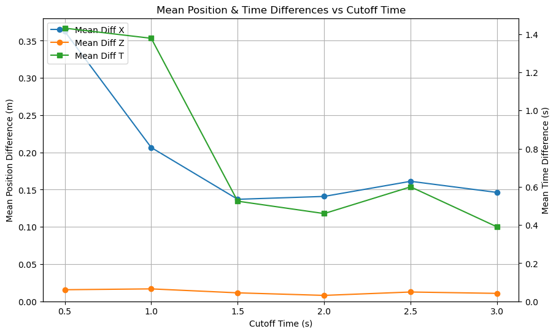 Mean Position & Time Differences vs Cutoff Time
Mean Diff X
Mean Diff Z
Mean Diff T
0.35
0.30
0.25
0.20
0.15
0.10
0.05
0.00
Mean Position Difference (m)
1.4
1.2
1.0
0.8
0.6
0.4
0.2
0.0
Mean Time Difference (s)
0.5 1.0 1.5 2.0 2.5 3.0
Cutoff Time (s)